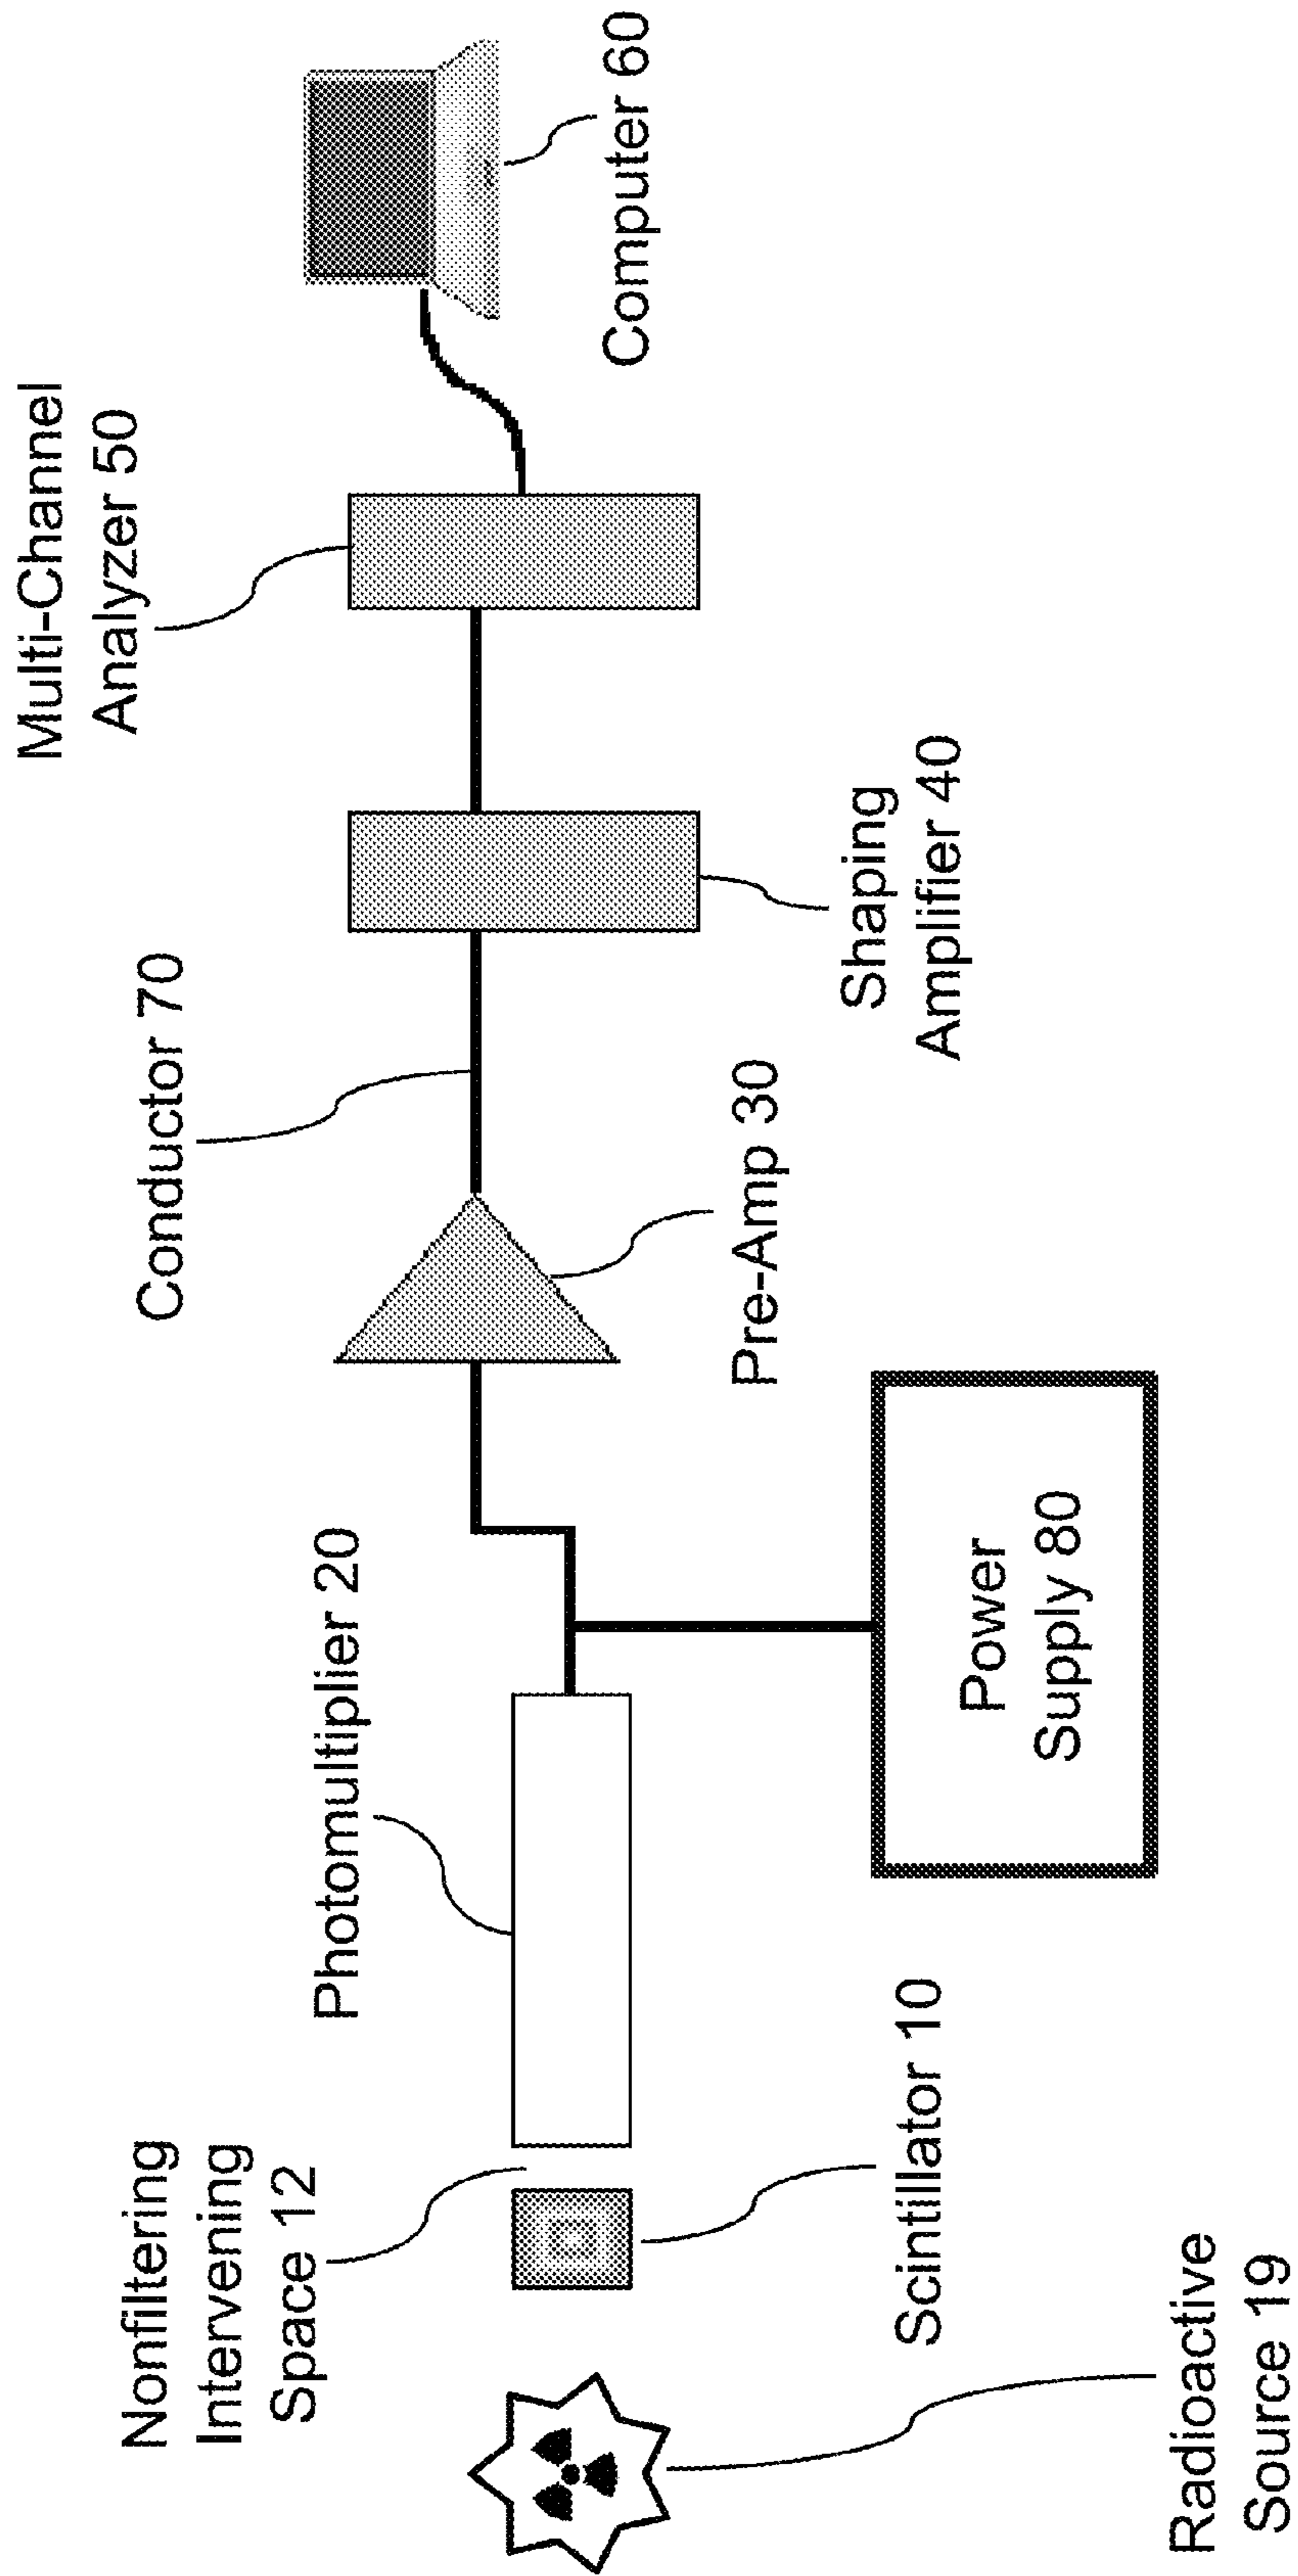 Nonfiltering
Intervening
Space 12
Photomultiplier 20
Conductor 70
Multi-Channel
Analyzer 50
Radioactive
Source 19
Scintillator 10
Power
Supply 80
Pre-Amp 30
Shaping
Amplifier 40
Computer 60